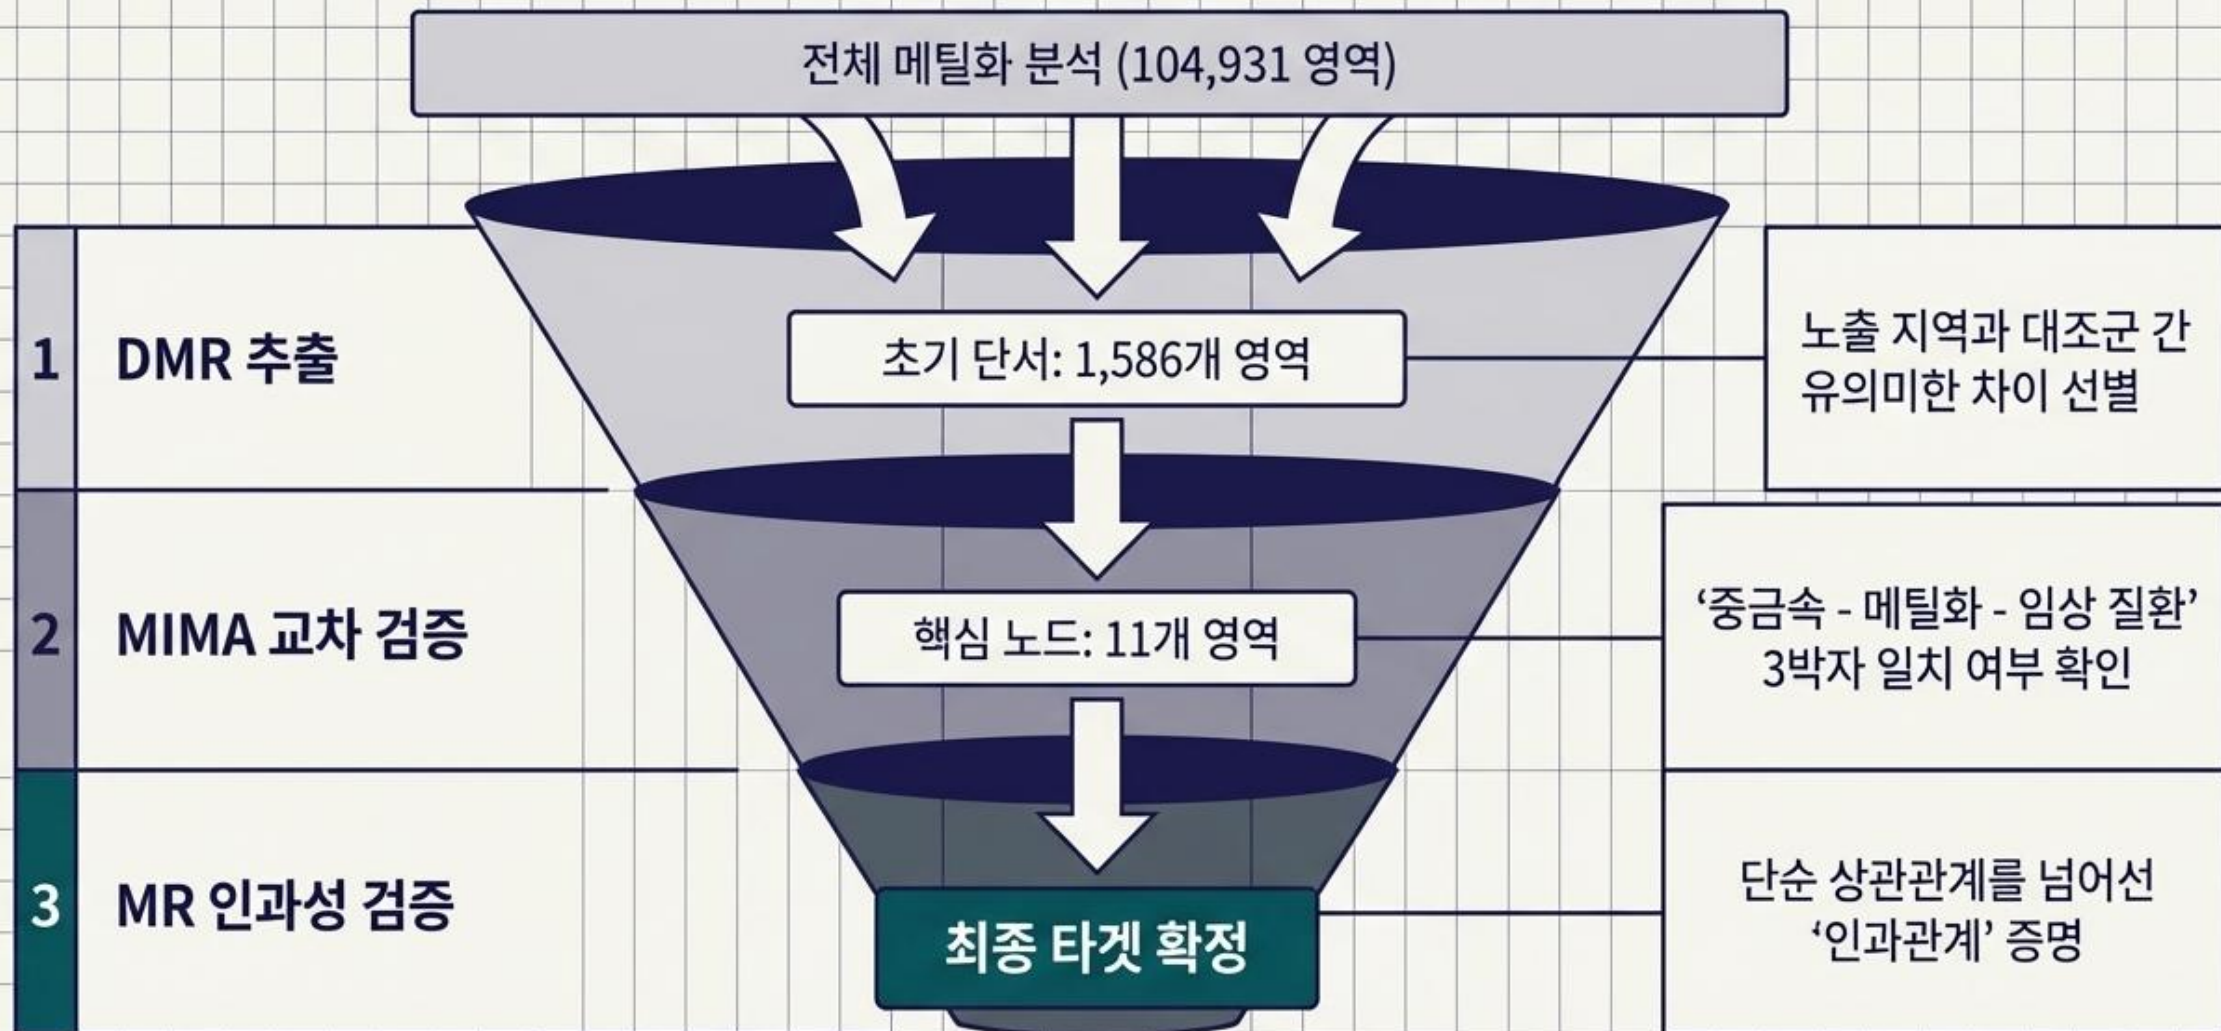 전체 메틸화 분석 (104,931 영역)
1
DMR 추출
초기 단서: 1,586개 영역
노출 지역과 대조군 간
유의미한 차이 선별
2
MIMA 교차 검증
핵심 노드: 11개 영역
‘중금속 - 메틸화 - 임상 질환’
3박자 일치 여부 확인
3
MR 인과성 검증
최종 타겟 확정
단순 상관관계를 넘어선
‘인과관계’ 증명